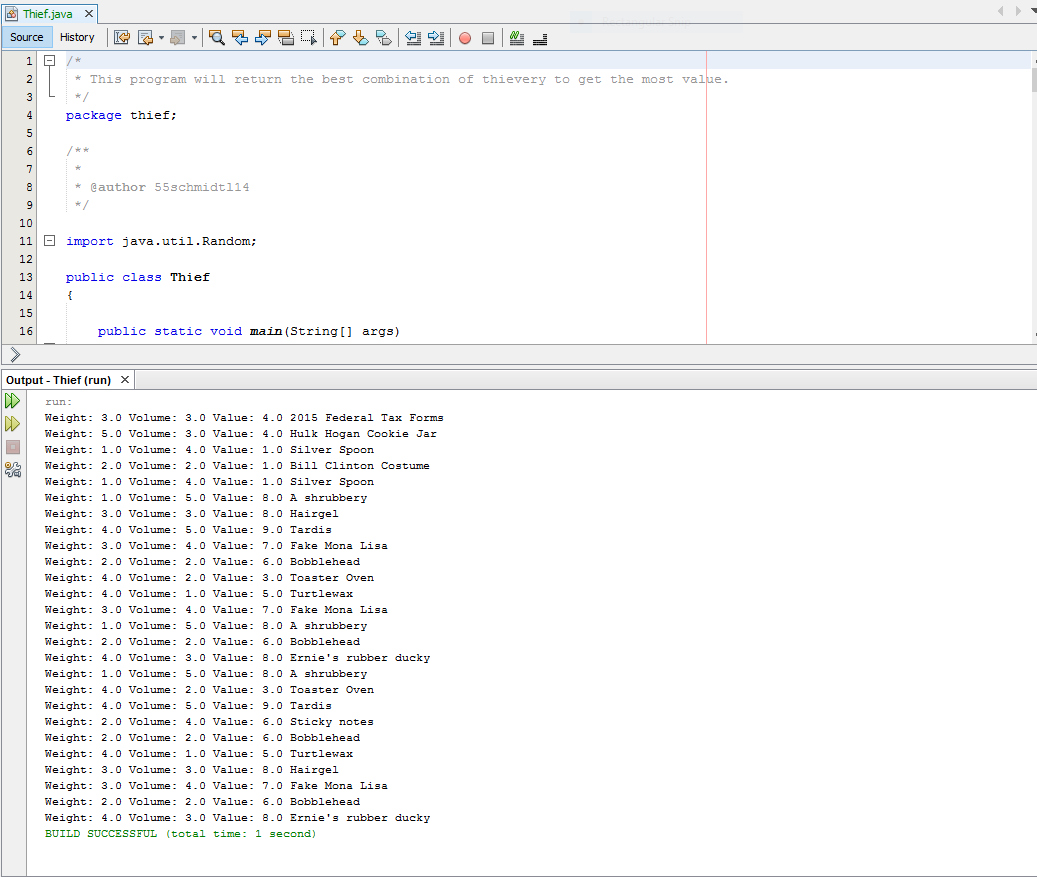 Thief.java
Source History
1 /*
2 * This program will return the best combination of thievery to get the most value.
3 */
4 package thief;
5
6 /**
7 *
8 * @author 55schmidtl14
9 */
10
11 import java.util.Random;
12
13 public class Thief
14 {
15
16 public static void main(String[] args)
Output - Thief (run)
run:
Weight: 3.0 Volume: 3.0 Value: 4.0 2015 Federal Tax Forms
Weight: 5.0 Volume: 3.0 Value: 4.0 Hulk Hogan Cookie Jar
Weight: 1.0 Volume: 4.0 Value: 1.0 Silver Spoon
Weight: 2.0 Volume: 2.0 Value: 1.0 Bill Clinton Costume
Weight: 1.0 Volume: 4.0 Value: 1.0 Silver Spoon
Weight: 1.0 Volume: 5.0 Value: 8.0 A shrubbery
Weight: 3.0 Volume: 3.0 Value: 8.0 Hairgel
Weight: 4.0 Volume: 5.0 Value: 9.0 Tardis
Weight: 3.0 Volume: 4.0 Value: 7.0 Fake Mona Lisa
Weight: 2.0 Volume: 2.0 Value: 6.0 Bobblehead
Weight: 4.0 Volume: 2.0 Value: 3.0 Toaster Oven
Weight: 4.0 Volume: 1.0 Value: 5.0 Turtlewax
Weight: 3.0 Volume: 4.0 Value: 7.0 Fake Mona Lisa
Weight: 1.0 Volume: 5.0 Value: 8.0 A shrubbery
Weight: 2.0 Volume: 2.0 Value: 6.0 Bobblehead
Weight: 4.0 Volume: 3.0 Value: 8.0 Ernie's rubber ducky
Weight: 1.0 Volume: 5.0 Value: 8.0 A shrubbery
Weight: 4.0 Volume: 2.0 Value: 3.0 Toaster Oven
Weight: 4.0 Volume: 5.0 Value: 9.0 Tardis
Weight: 2.0 Volume: 4.0 Value: 6.0 Sticky notes
Weight: 2.0 Volume: 2.0 Value: 6.0 Bobblehead
Weight: 4.0 Volume: 1.0 Value: 5.0 Turtlewax
Weight: 3.0 Volume: 3.0 Value: 8.0 Hairgel
Weight: 3.0 Volume: 4.0 Value: 7.0 Fake Mona Lisa
Weight: 2.0 Volume: 2.0 Value: 6.0 Bobblehead
Weight: 4.0 Volume: 3.0 Value: 8.0 Ernie's rubber ducky
BUILD SUCCESSFUL (total time: 1 second)